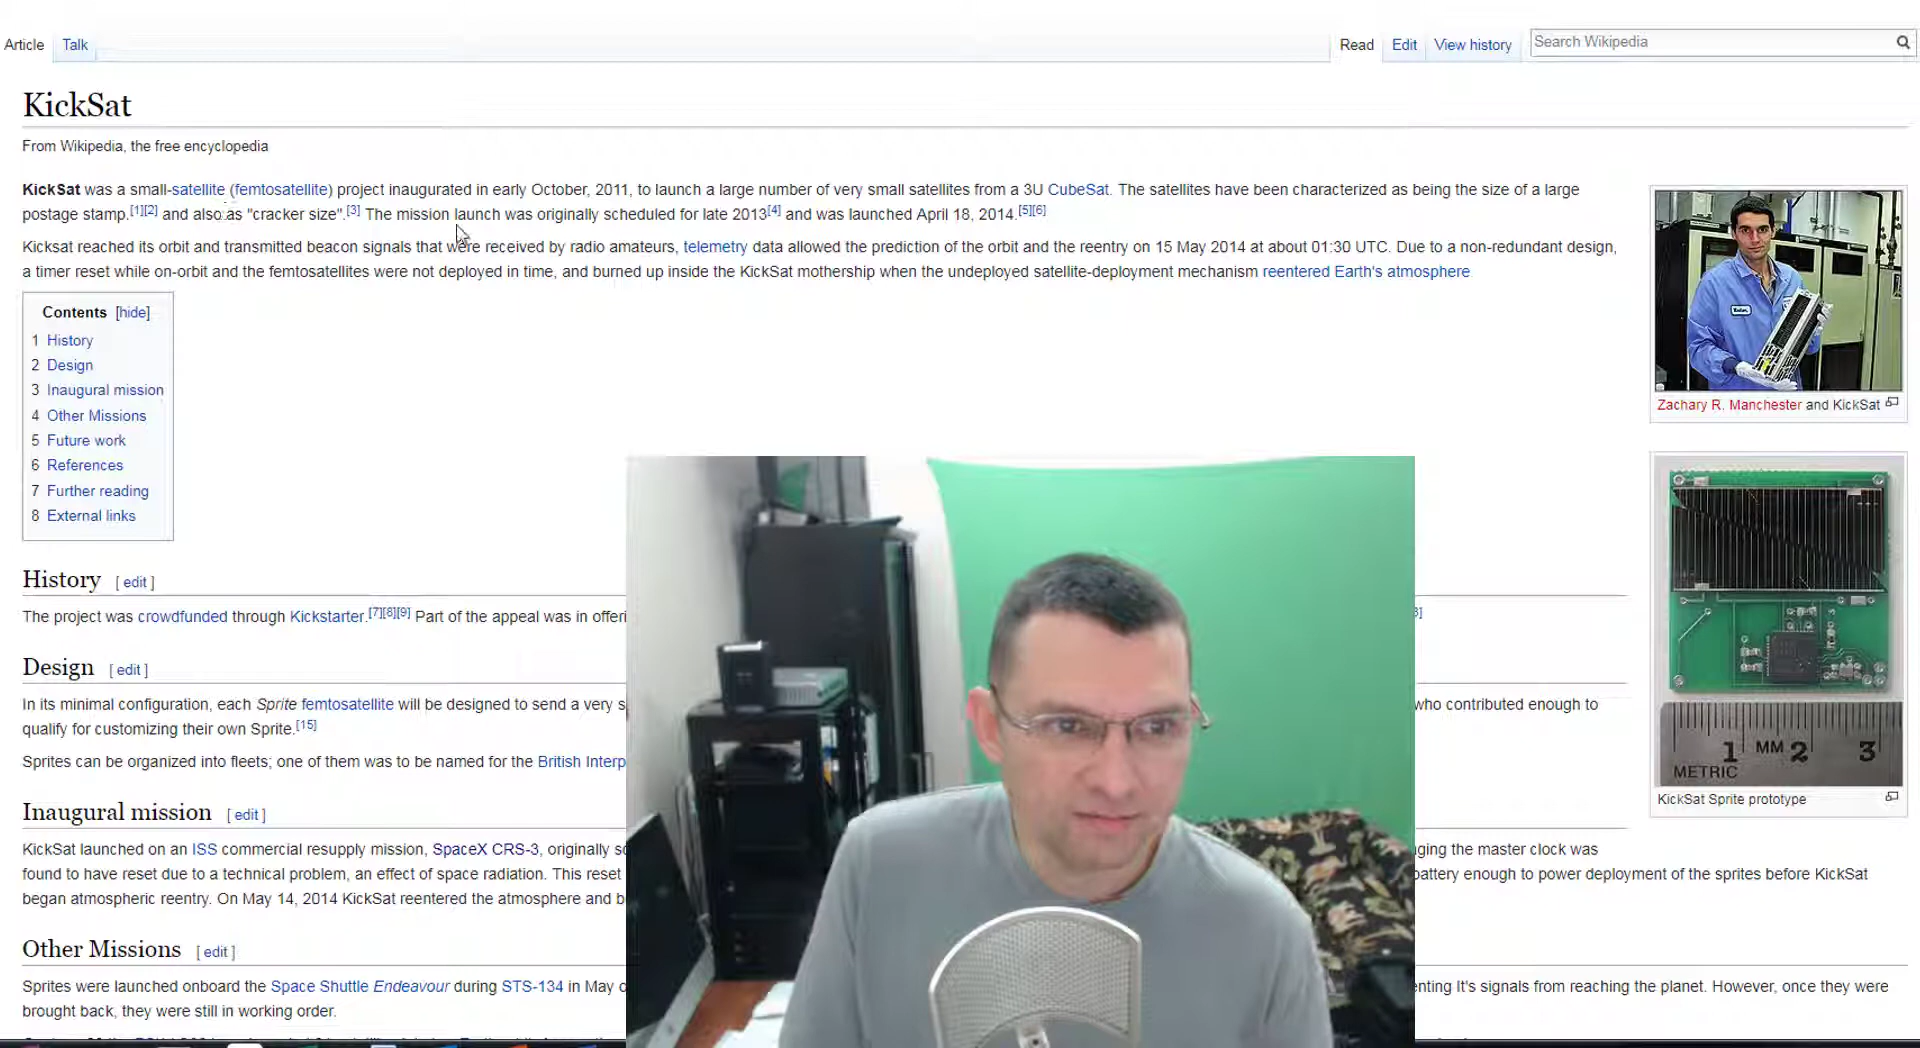 Article Talk Read Edit View history Search Wikipedia
KickSat
From Wikipedia, the free encyclopedia
KickSat was a small-satellite (femtosatellite) project inaugurated in early October, 2011, to launch a large number of very small satellites from a 3U CubeSat. The satellites have been characterized as being the size of a large
postage stamp.[1][2] and also as "cracker size".[3] The mission launch was originally scheduled for late 2013[4] and was launched April 18, 2014.[5][6]
Kicksat reached its orbit and transmitted beacon signals that were received by radio amateurs, telemetry data allowed the prediction of the orbit and the reentry on 15 May 2014 at about 01:30 UTC. Due to a non-redundant design,
a timer reset while on-orbit and the femtosatellites were not deployed in time, and burned up inside the KickSat mothership when the undeployed satellite-deployment mechanism reentered Earth's atmosphere
Contents [hide]
1 History
2 Design
3 Inaugural mission
4 Other Missions
5 Future work
6 References
7 Further reading
8 External links
Zachary R. Manchester and KickSat
1 MM 2 3
METRIC
KickSat Sprite prototype
History [ edit ]
The project was crowdfunded through Kickstarter.[7][8][9] Part of the appeal was in offeri
Design [ edit ]
In its minimal configuration, each Sprite femtosatellite will be designed to send a very s who contributed enough to
qualify for customizing their own Sprite.[15]
Sprites can be organized into fleets; one of them was to be named for the British Interp
Inaugural mission [ edit ]
KickSat launched on an ISS commercial resupply mission, SpaceX CRS-3, originally sc ging the master clock was
found to have reset due to a technical problem, an effect of space radiation. This reset battery enough to power deployment of the sprites before KickSat
began atmospheric reentry. On May 14, 2014 KickSat reentered the atmosphere and b
Other Missions [ edit ]
Sprites were launched onboard the Space Shuttle Endeavour during STS-134 in May o enting It's signals from reaching the planet. However, once they were
brought back, they were still in working order.